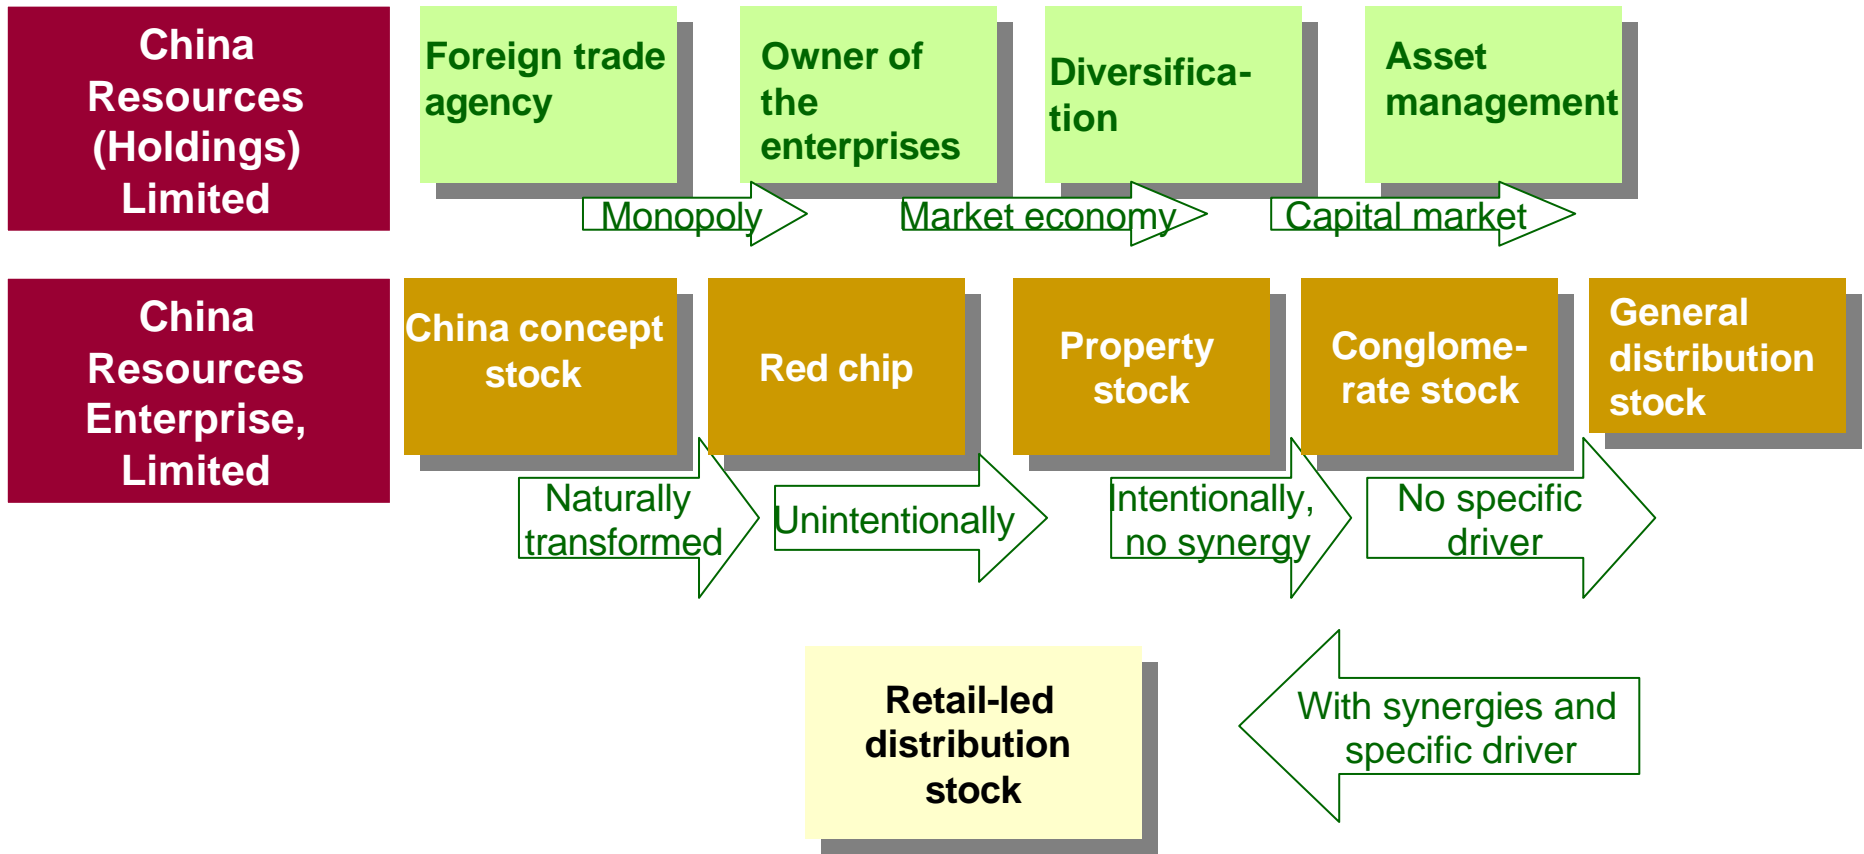 China
Resources
(Holdings)
Limited
Foreign trade
agency
Owner of
the
enterprises
Diversifica-
tion
Asset
management
Monopoly
Market economy
Capital market
China
Resources
Enterprise,
Limited
China concept
stock
Red chip
Property
stock
Conglome-
rate stock
General
distribution
stock
Naturally
transformed
Unintentionally
Intentionally,
no synergy
No specific
driver
Retail-led
distribution
stock
With synergies and
specific driver